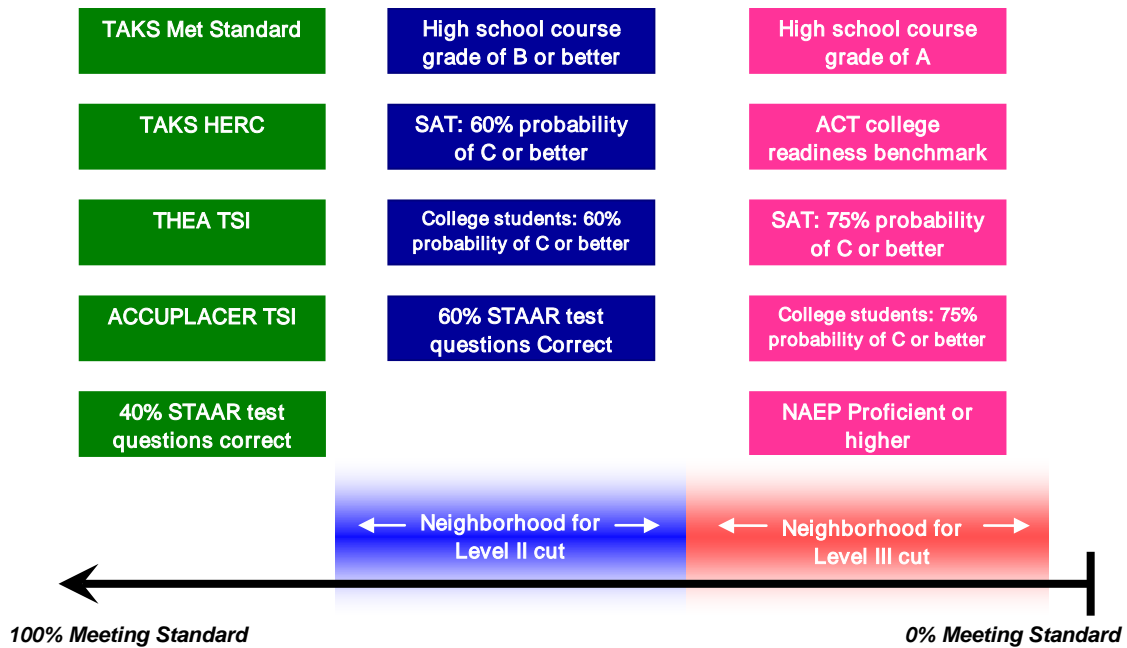 TAKS Met Standard
High school course
grade of B or better
High school course
grade of A
TAKS HERC
SAT: 60% probability
of C or better
ACT college
readiness benchmark
THEA TSI
College students: 60%
probability of C or better
SAT: 75% probability
of C or better
ACCUPLACER TSI
60% STAAR test
questions Correct
College students: 75%
probability of C or better
40% STAAR test
questions correct
NAEP Proficient or
higher
Neighborhood for
Level II cut
Neighborhood for
Level III cut
100% Meeting Standard
0% Meeting Standard